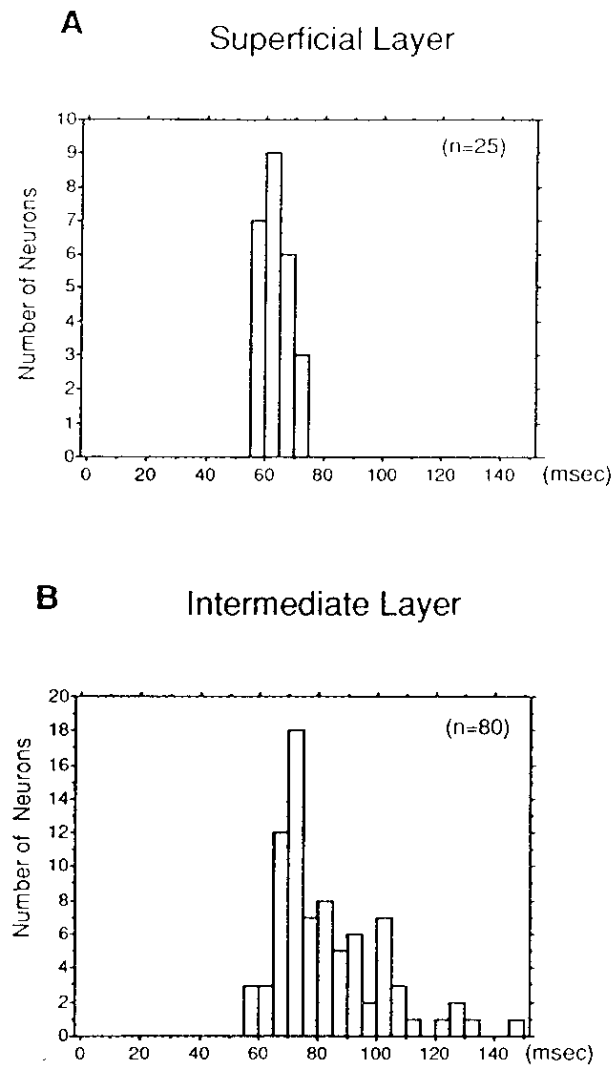 A
Superficial Layer
10
9
8
7
6
5
4
3
2
1
0
Number of Neurons
(n=25)
0 20 40 60 80 100 120 140 (msec)
B
Intermediate Layer
20
18
16
14
12
10
8
6
4
2
0
Number of Neurons
(n=80)
0 20 40 60 80 100 120 140 (msec)